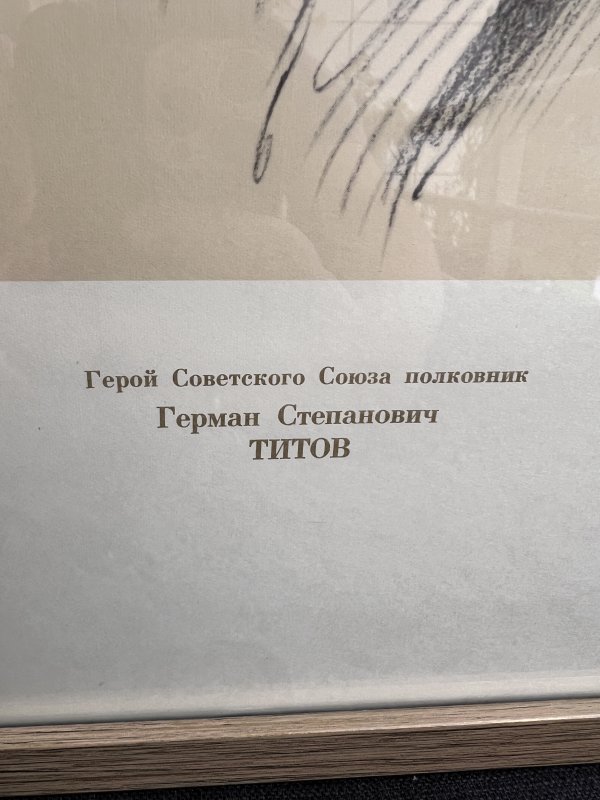 Герой Советского Союза полковник
Герман Степанович
ТИТОВ